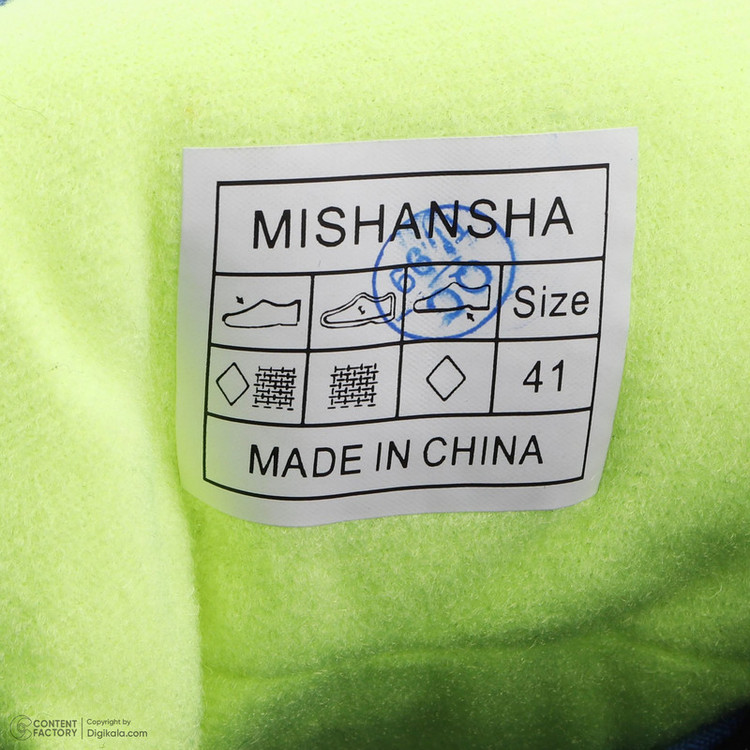 MISHANSHA
Size
41
MADE IN CHINA
CONTENT
FACTORY
Copyright by
Digikala.com